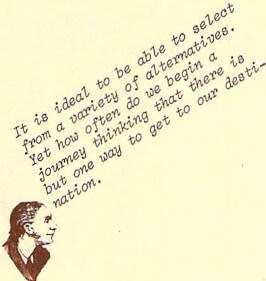 It is ideal to be able to select
from a variety of alternatives.
Yet how often do we begin a
journey thinking that there is
but one way to get to our desti-
nation.